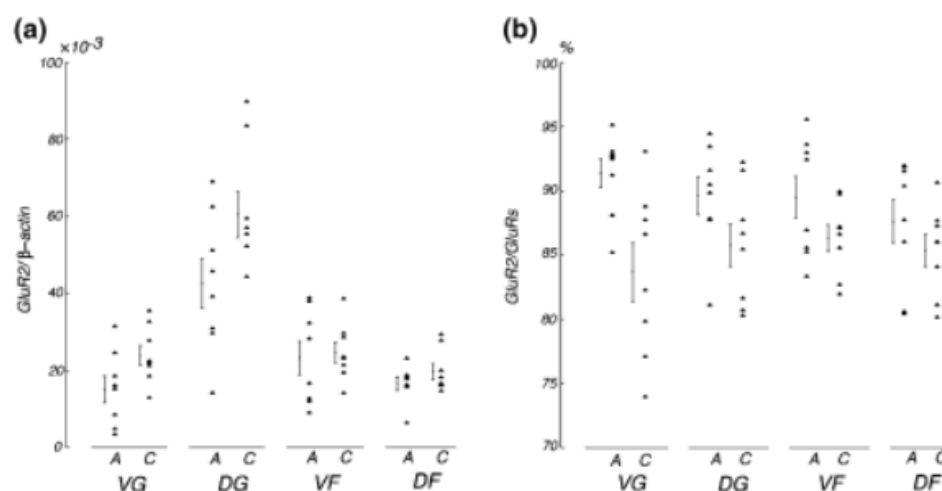 (a)
×10⁻³
100
80
60
40
20
0
GluR2/β-actin
A C A C A C A C
VG DG VF DF
(b)
%
100
95
90
85
80
75
70
GluR2/GluRs
A C A C A C A C
VG DG VF DF